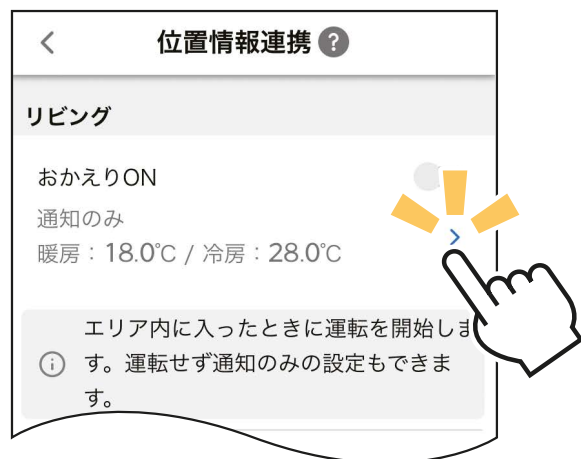 位置情報連携 ?
リビング
おかえりON
通知のみ
暖房：18.0℃ / 冷房：28.0℃
エリア内に入ったときに運転を開始しま
す。運転せず通知のみの設定もできま
す。